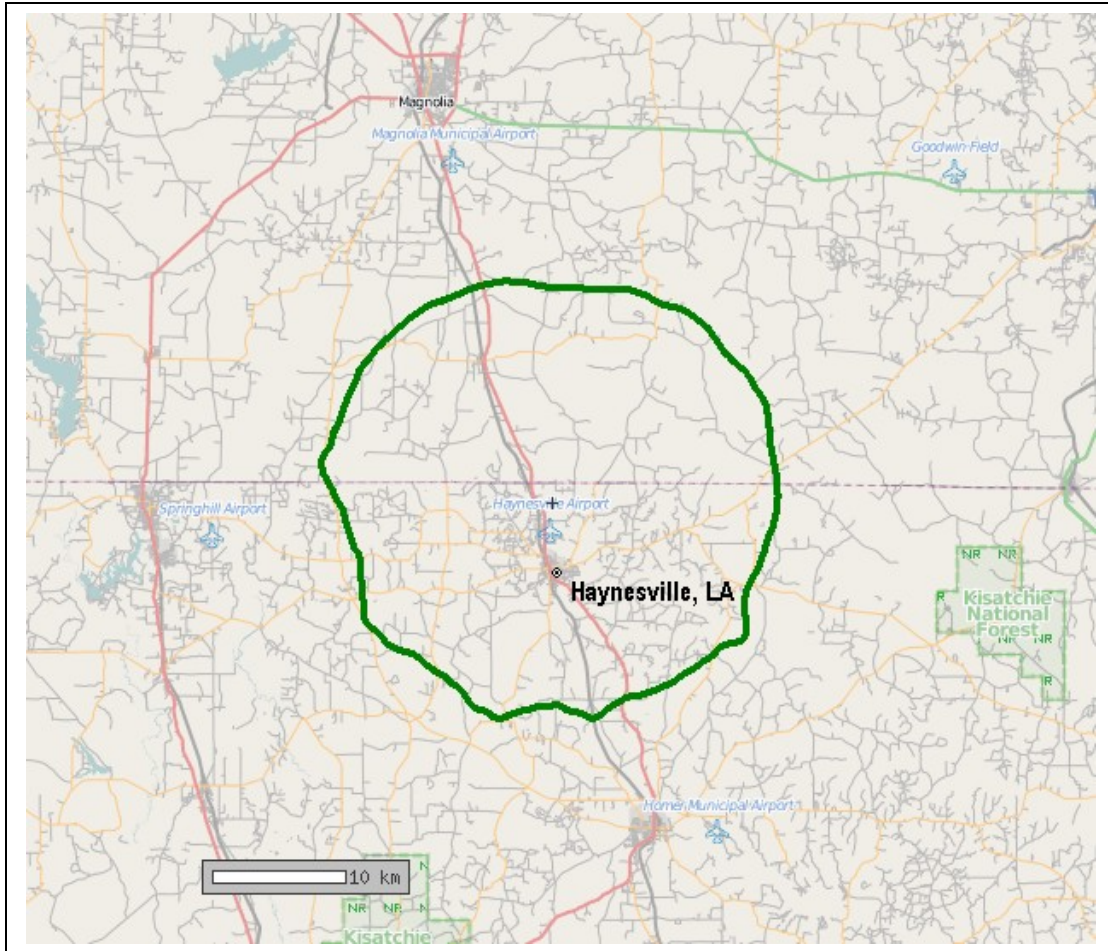 Magnolia
Magnolia Municipal Airport
Goodwin Field
Springhill Airport
Haynesville Airport
Haynesville, LA
NR NR
R
Kisatchie
National
Forest
NR NR
R
Homer Municipal Airport
10 km
N
NR NR N
Kisatchie